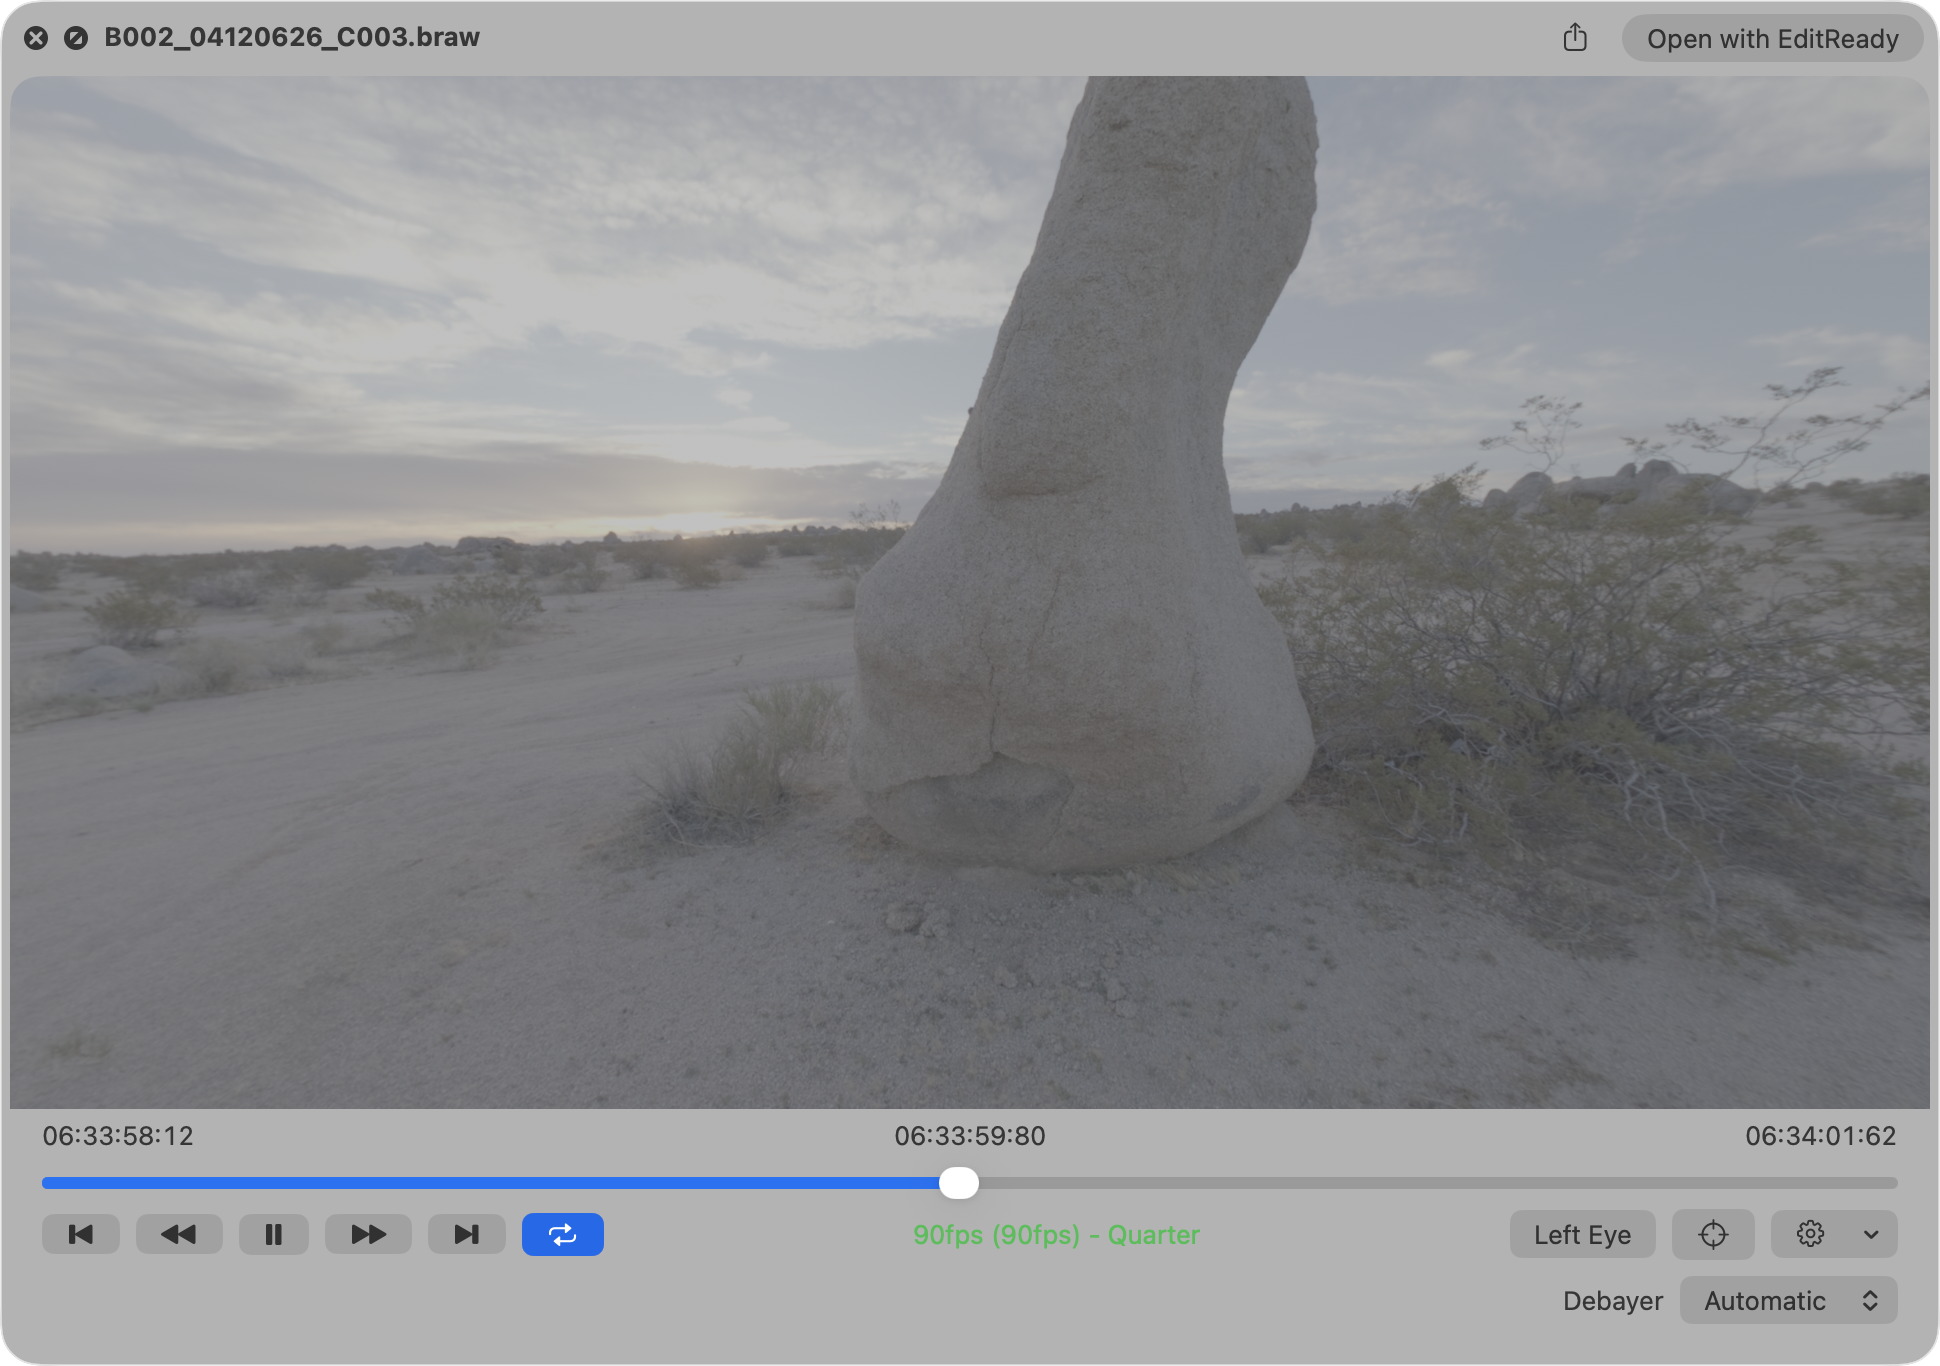 B002_04120626_C003.braw
Open with EditReady
06:33:58:12
06:33:59:80
06:34:01:62
90fps (90fps) - Quarter
Left Eye
Debayer
Automatic